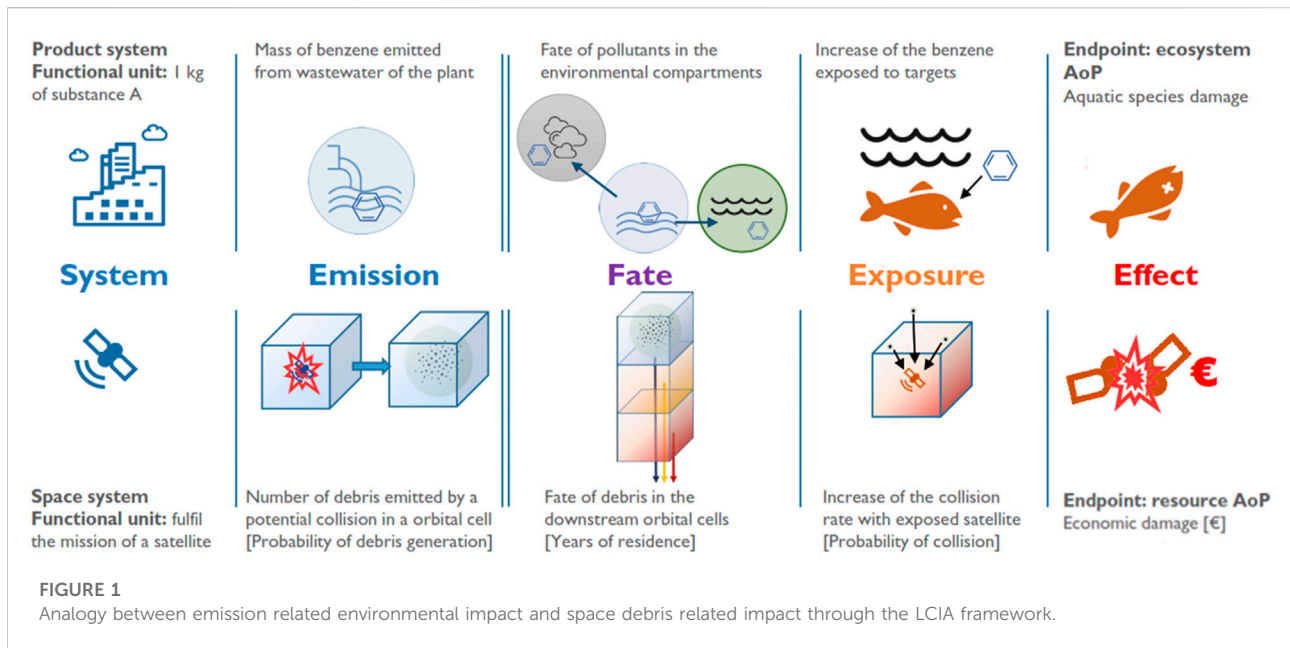 Product system
Functional unit: 1 kg
of substance A
Mass of benzene emitted
from wastewater of the plant
Fate of pollutants in the
environmental compartments
Increase of the benzene
exposed to targets
Endpoint: ecosystem
AoP
Aquatic species damage
System
Emission
Fate
Exposure
Effect
€
Space system
Functional unit: fulfil
the mission of a satellite
Number of debris emitted by a
potential collision in a orbital cell
[Probability of debris generation]
Fate of debris in the
downstream orbital cells
[Years of residence]
Increase of the collision
rate with exposed satellite
[Probability of collision]
Endpoint: resource AoP
Economic damage [€]
FIGURE 1
Analogy between emission related environmental impact and space debris related impact through the LCIA framework.